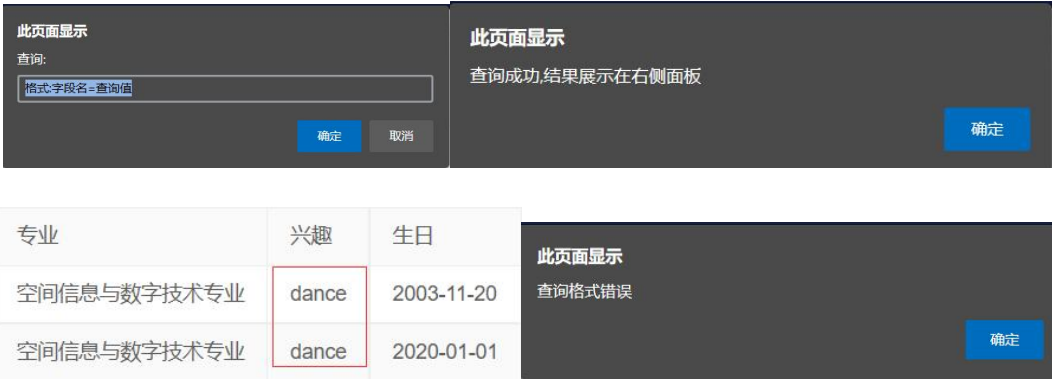 此页面显示
查询:
格式:字段名=查询值
确定 取消
此页面显示
查询成功,结果展示在右侧面板
确定
专业 兴趣 生日
空间信息与数字技术专业 dance 2003-11-20
空间信息与数字技术专业 dance 2020-01-01
此页面显示
查询格式错误
确定